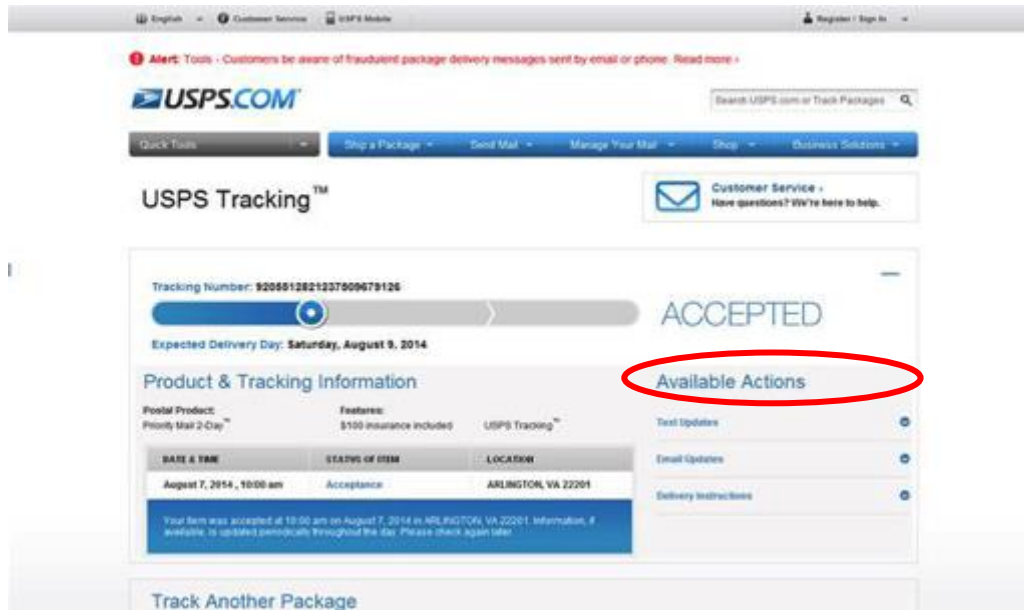 English Customer Service USPS Mobile Register / Sign In
Alert: Tools - Customers be aware of fraudulent package delivery messages sent by email or phone. Read more ›
USPS.COM
Search USPS.com or Track Packages
Quick Tools Ship a Package Send Mail Manage Your Mail Shop Business Solutions
USPS Tracking™
Customer Service ›
Have questions? We're here to help.
Tracking Number: 9205512821237509679126
ACCEPTED
Expected Delivery Day: Saturday, August 9, 2014
Product & Tracking Information
Available Actions
Postal Product: Features:
Priority Mail 2-Day™ $100 insurance included USPS Tracking™
Text Updates
DATE & TIME STATUS OF ITEM LOCATION
Email Updates
August 7, 2014 , 10:00 am Acceptance ARLINGTON, VA 22201
Delivery Instructions
Your item was accepted at 10:00 am on August 7, 2014 in ARLINGTON, VA 22201. Information, if
available, is updated periodically throughout the day. Please check again later.
Track Another Package